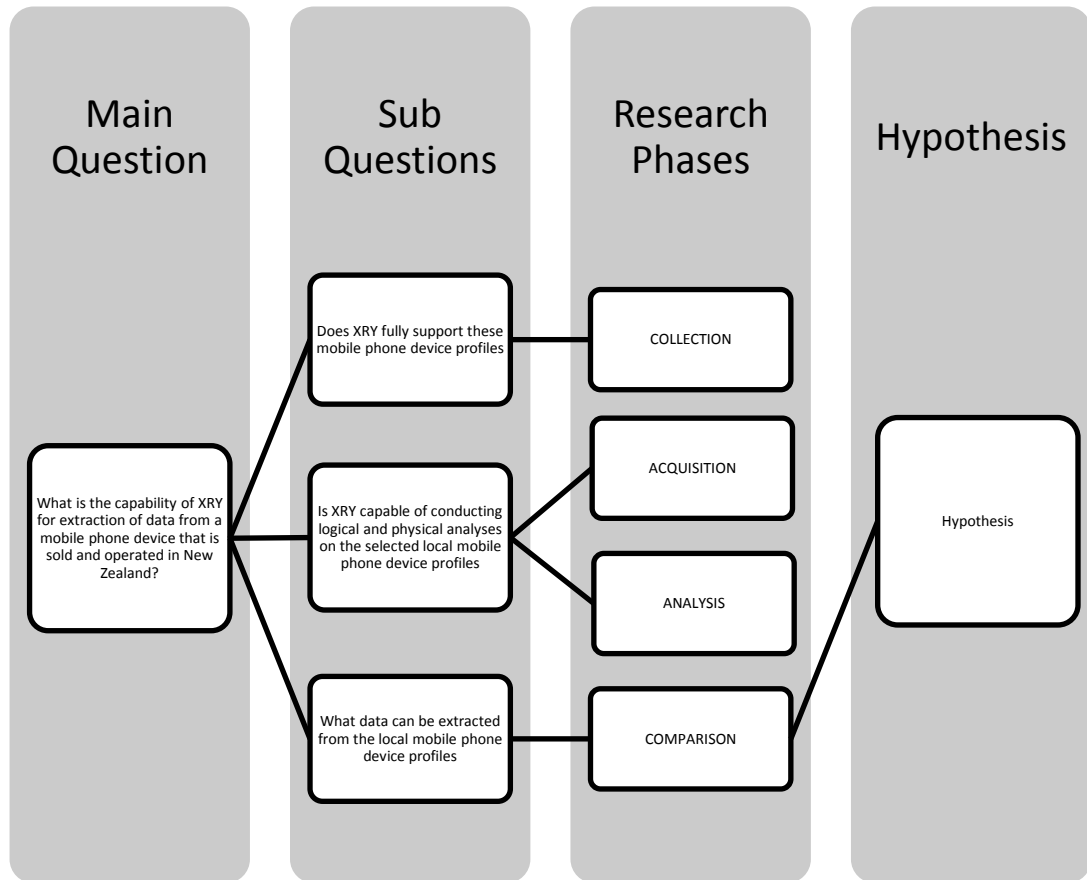 Main
Question
Sub
Questions
Research
Phases
Hypothesis
What is the capability of XRY
for extraction of data from a
mobile phone device that is
sold and operated in New
Zealand?
Does XRY fully support these
mobile phone device profiles
Is XRY capable of conducting
logical and physical analyses
on the selected local mobile
phone device profiles
What data can be extracted
from the local mobile phone
device profiles
COLLECTION
ACQUISITION
ANALYSIS
COMPARISON
Hypothesis